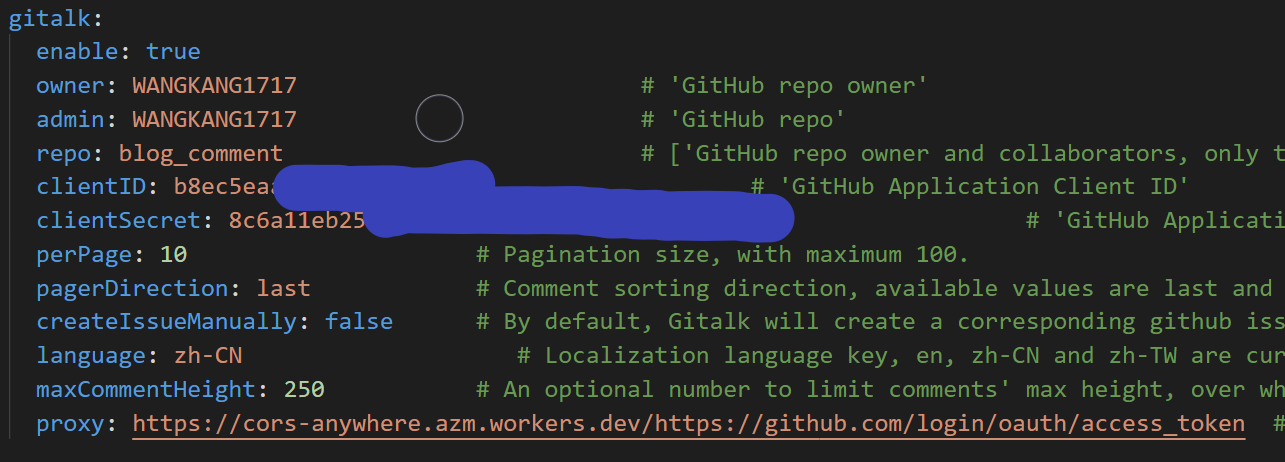 gitalk:
enable: true
owner: WANGKANG1717 # 'GitHub repo owner'
admin: WANGKANG1717 # 'GitHub repo'
repo: blog_comment # ['GitHub repo owner and collaborators, only t
clientID: b8ec5eaa # 'GitHub Application Client ID'
clientSecret: 8c6a11eb25 # 'GitHub Applicati
perPage: 10 # Pagination size, with maximum 100.
pagerDirection: last # Comment sorting direction, available values are last and
createIssueManually: false # By default, Gitalk will create a corresponding github iss
language: zh-CN # Localization language key, en, zh-CN and zh-TW are cur
maxCommentHeight: 250 # An optional number to limit comments' max height, over wh
proxy: https://cors-anywhere.azm.workers.dev/https://github.com/login/oauth/access_token #